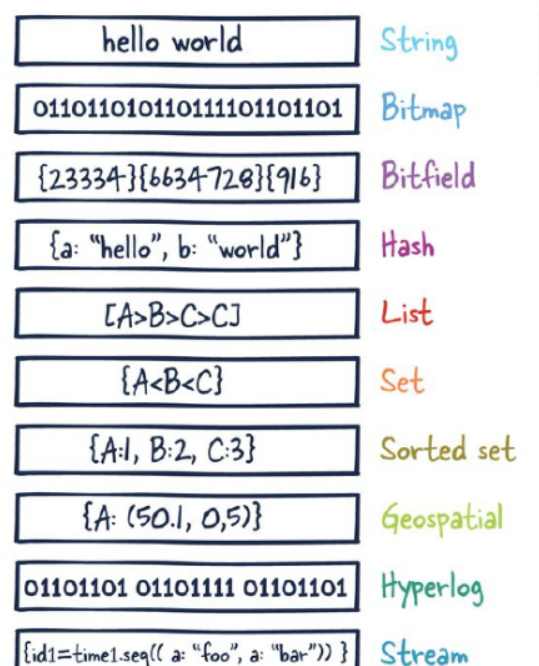 hello world String
011011010110111101101101 Bitmap
{23334}{6634728}{916} Bitfield
{a: “hello”, b: “world”} Hash
[A>B>C>C] List
{A<B<C} Set
{A:1, B:2, C:3} Sorted set
{A: (50.1, 0,5)} Geospatial
01101101 01101111 01101101 Hyperlog
{id1=time1.seq(( a: “foo”, a: “bar”)) } Stream